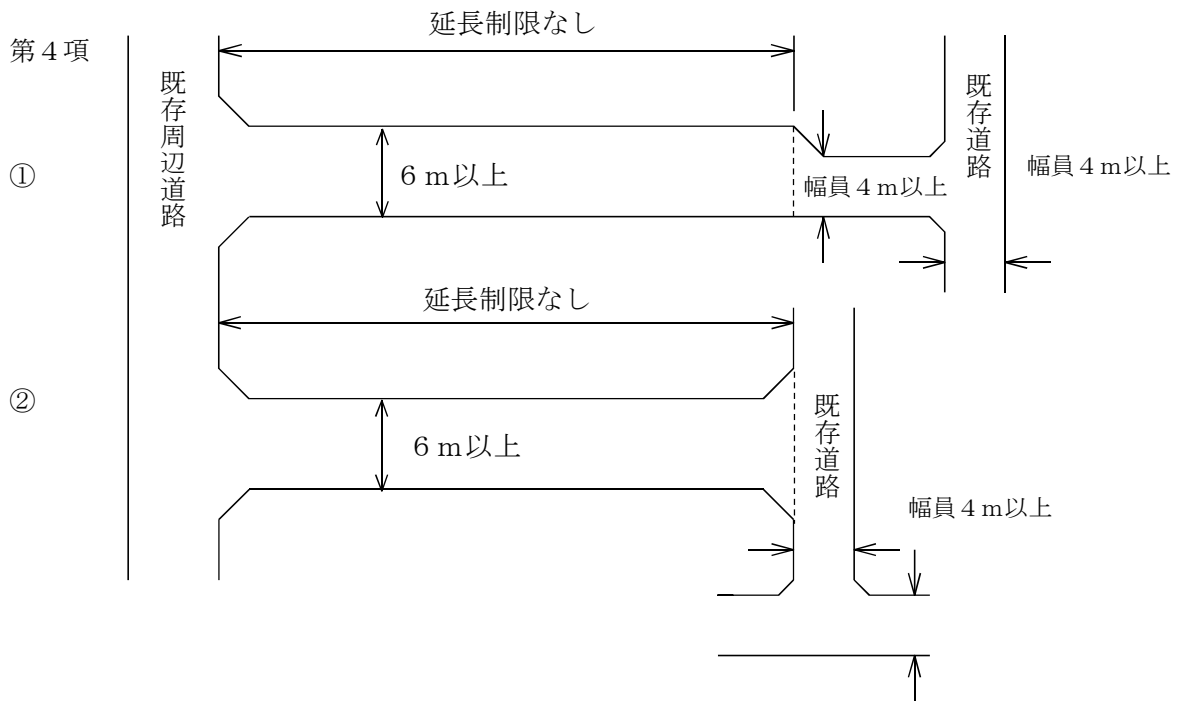 延長制限なし
第４項
既存周辺道路
既存道路
①
６ｍ以上
幅員４ｍ以上
幅員４ｍ以上
延長制限なし
②
既存道路
６ｍ以上
幅員４ｍ以上